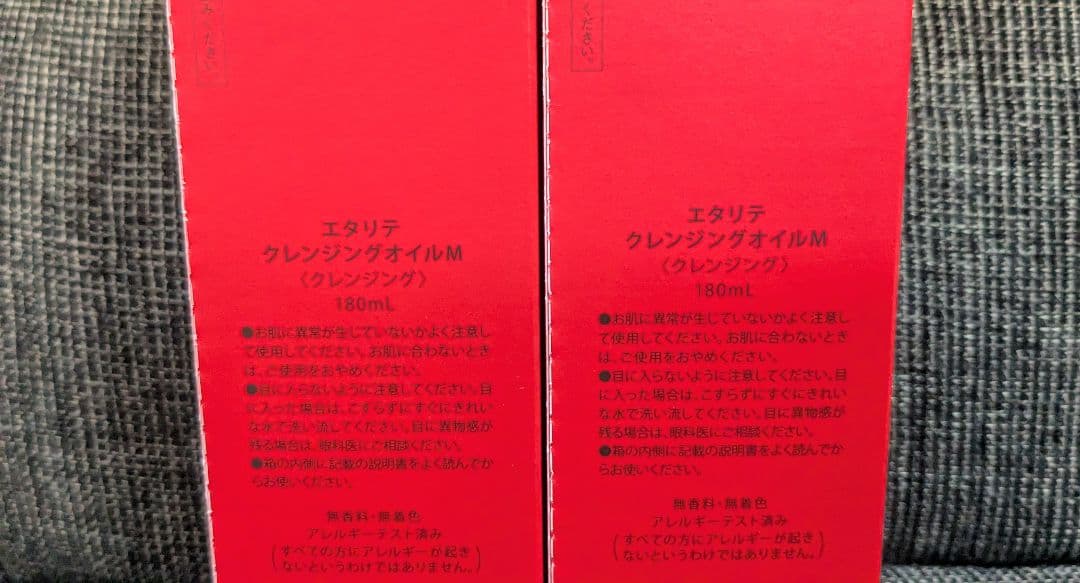 ください。
エタリテ
クレンジングオイルM
〈クレンジング〉
180mL
●お肌に異常が生じていないかよく注意し
て使用してください。お肌に合わないとき
は、ご使用をおやめください。
●目に入らないように注意してください。目
に入った場合は、こすらずにすぐにきれい
な水で洗い流してください。目に異物感が
残る場合は、眼科医にご相談ください。
●箱の内側に記載の説明書をよく読んでか
らお使いください。
無香料・無着色
アレルギーテスト済み
(すべての方にアレルギーが起き
ないというわけではありません。)
ください。
エタリテ
クレンジングオイルM
〈クレンジング〉
180mL
●お肌に異常が生じていないかよく注意し
て使用してください。お肌に合わないとき
は、ご使用をおやめください。
●目に入らないように注意してください。目
に入った場合は、こすらずにすぐにきれい
な水で洗い流してください。目に異物感が
残る場合は、眼科医にご相談ください。
●箱の内側に記載の説明書をよく読んでか
らお使いください。
無香料・無着色
アレルギーテスト済み
(すべての方にアレルギーが起き
ないというわけではありません。)